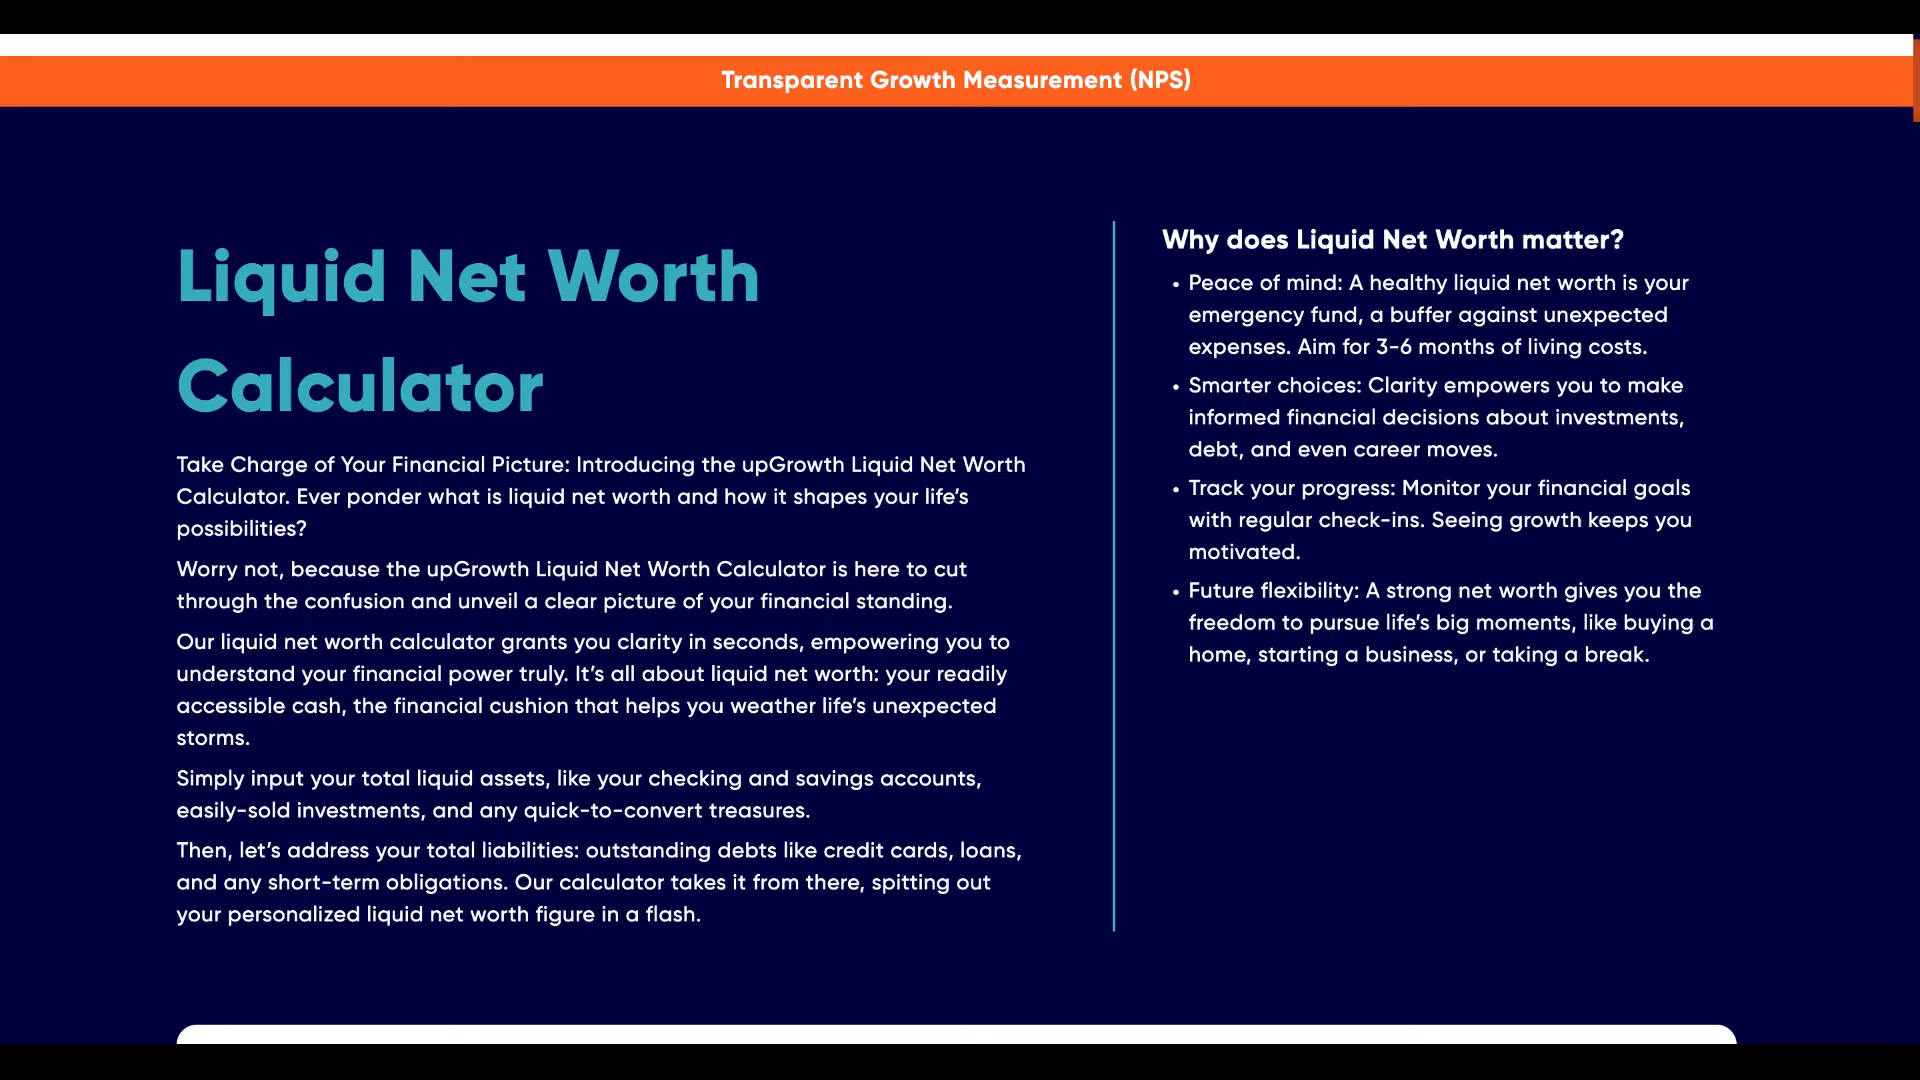 Transparent Growth Measurement (NPS)
Liquid Net Worth
Calculator
Take Charge of Your Financial Picture: Introducing the upGrowth Liquid Net Worth
Calculator. Ever ponder what is liquid net worth and how it shapes your life’s
possibilities?
Worry not, because the upGrowth Liquid Net Worth Calculator is here to cut
through the confusion and unveil a clear picture of your financial standing.
Our liquid net worth calculator grants you clarity in seconds, empowering you to
understand your financial power truly. It’s all about liquid net worth: your readily
accessible cash, the financial cushion that helps you weather life’s unexpected
storms.
Simply input your total liquid assets, like your checking and savings accounts,
easily-sold investments, and any quick-to-convert treasures.
Then, let’s address your total liabilities: outstanding debts like credit cards, loans,
and any short-term obligations. Our calculator takes it from there, spitting out
your personalized liquid net worth figure in a flash.
Why does Liquid Net Worth matter?
• Peace of mind: A healthy liquid net worth is your
emergency fund, a buffer against unexpected
expenses. Aim for 3-6 months of living costs.
• Smarter choices: Clarity empowers you to make
informed financial decisions about investments,
debt, and even career moves.
• Track your progress: Monitor your financial goals
with regular check-ins. Seeing growth keeps you
motivated.
• Future flexibility: A strong net worth gives you the
freedom to pursue life’s big moments, like buying a
home, starting a business, or taking a break.